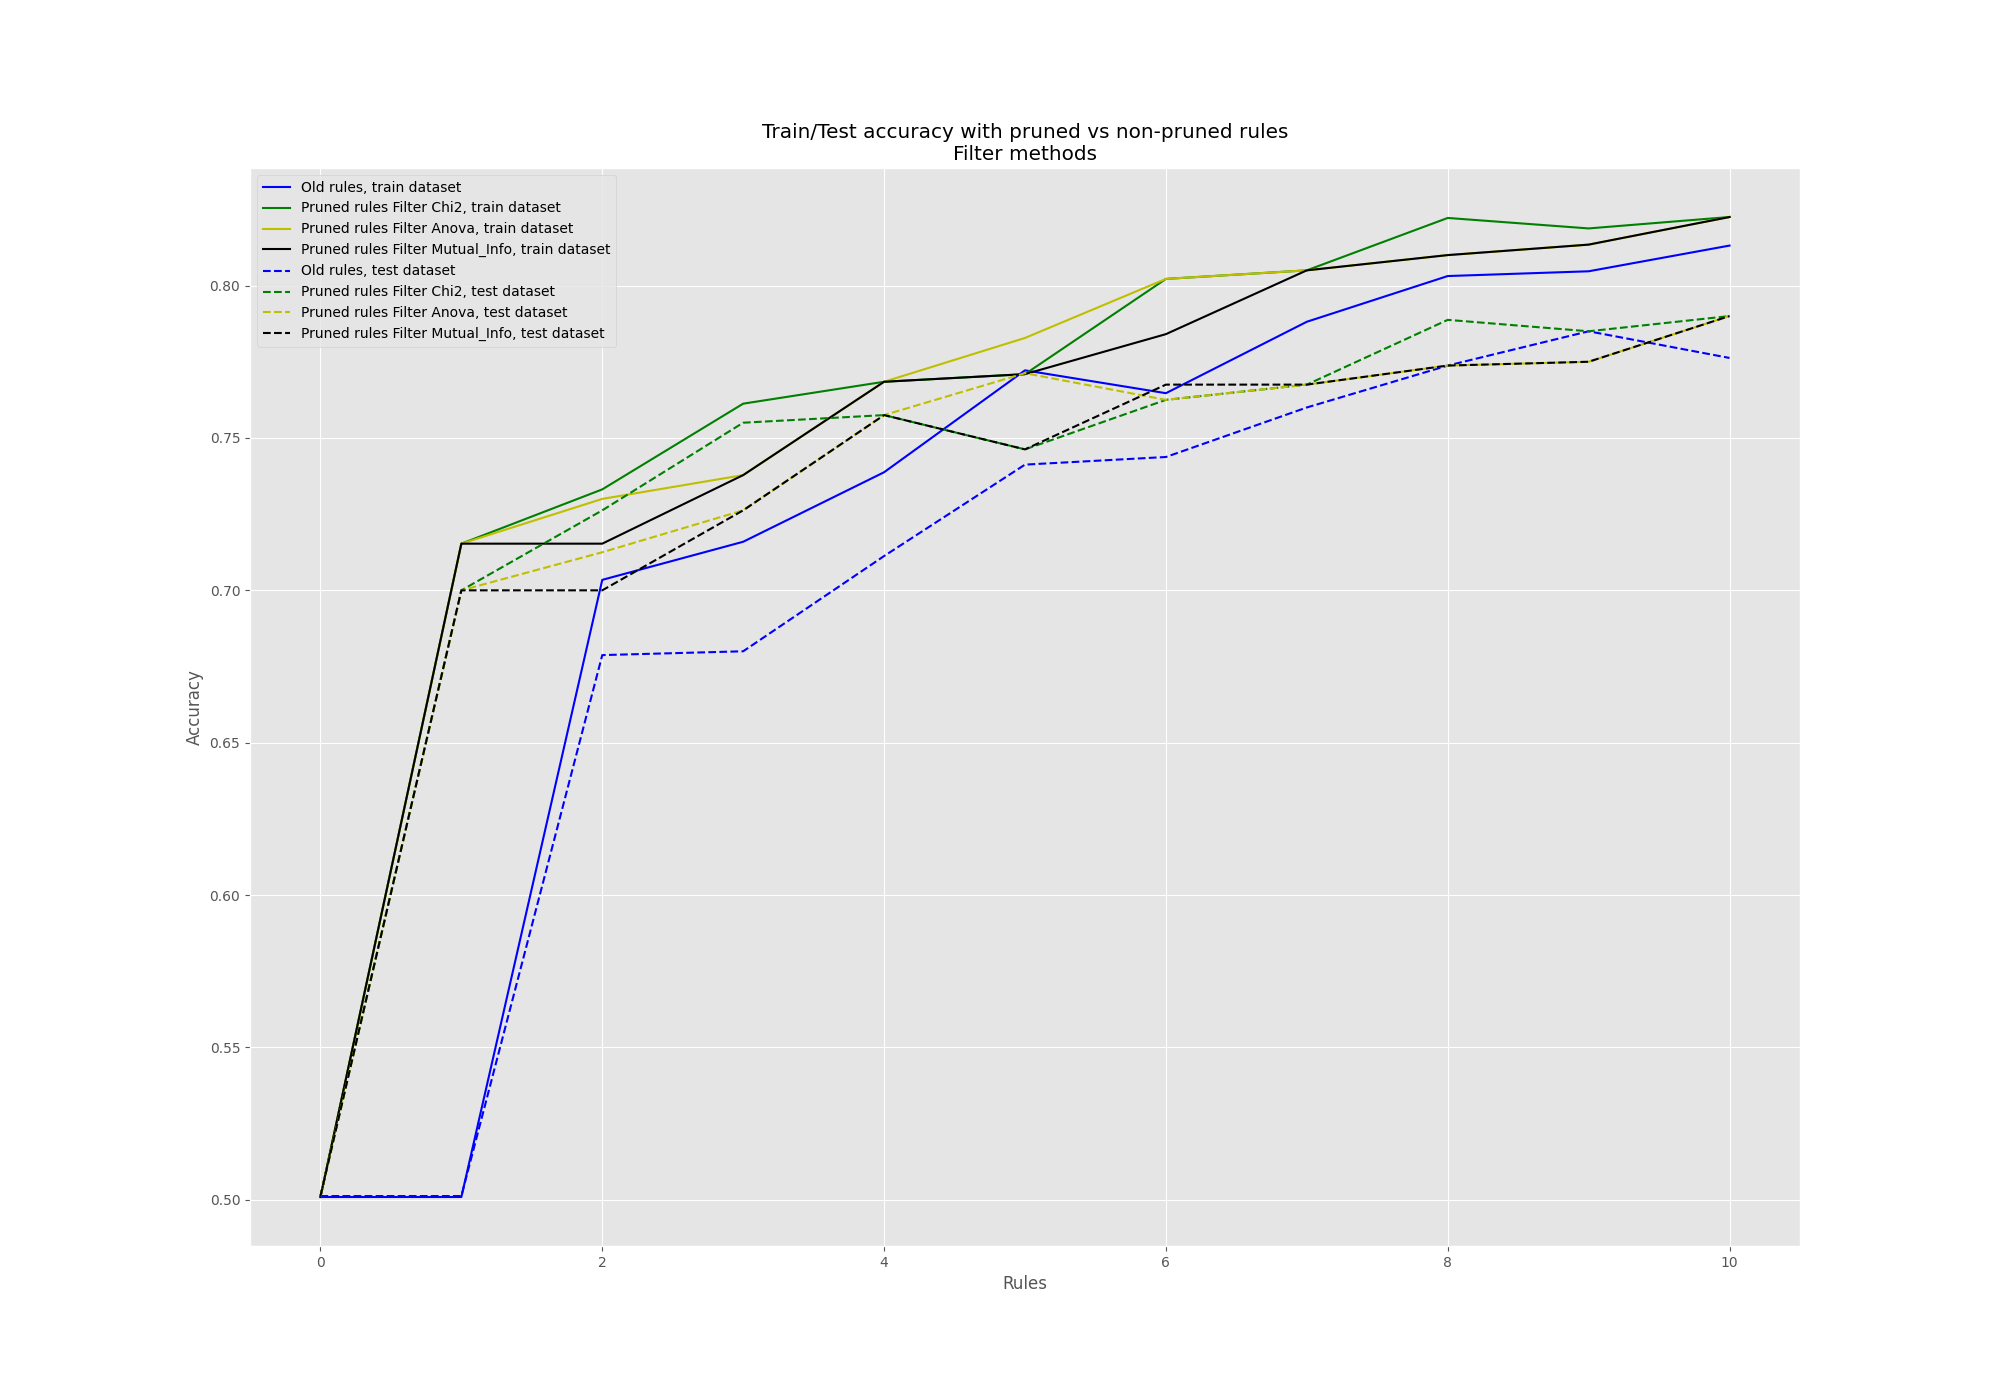 Train/Test accuracy with pruned vs non-pruned rules
Filter methods
Old rules, train dataset
Pruned rules Filter Chi2, train dataset
Pruned rules Filter Anova, train dataset
Pruned rules Filter Mutual_Info, train dataset
Old rules, test dataset
Pruned rules Filter Chi2, test dataset
Pruned rules Filter Anova, test dataset
Pruned rules Filter Mutual_Info, test dataset
0.80
0.75
0.70
0.65
0.60
0.55
0.50
Accuracy
0 2 4 6 8 10
Rules